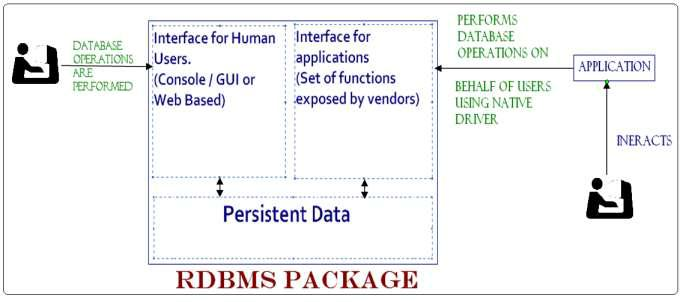 DATABASE
OPERATIONS
ARE
PERFORMED
Interface for Human
Users.
(Console / GUI or
Web Based)
Interface for
applications
(Set of functions
exposed by vendors)
PERFORMS
DATABASE
OPERATIONS ON
BEHALF OF USERS
USING NATIVE
DRIVER
APPLICATION
INERACTS
Persistent Data
RDBMS PACKAGE